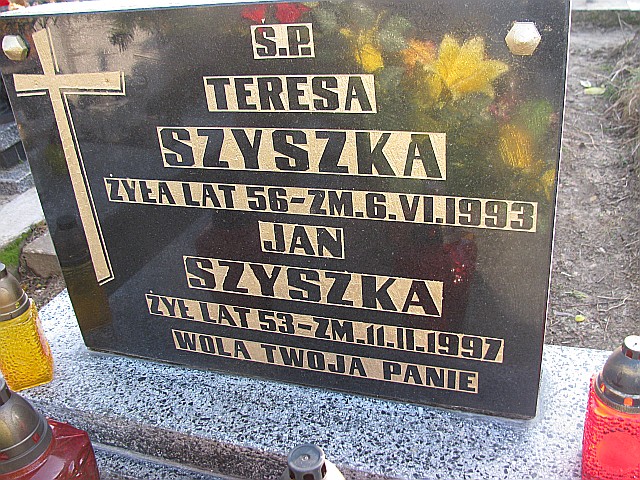 Ś.P.
TERESA
SZYSZKA
ŻYŁA LAT 56-ZM.6.VI.1993
JAN
SZYSZKA
ŻYŁ LAT 53-ZM.11.II.1997
WOLA TWOJA PANIE